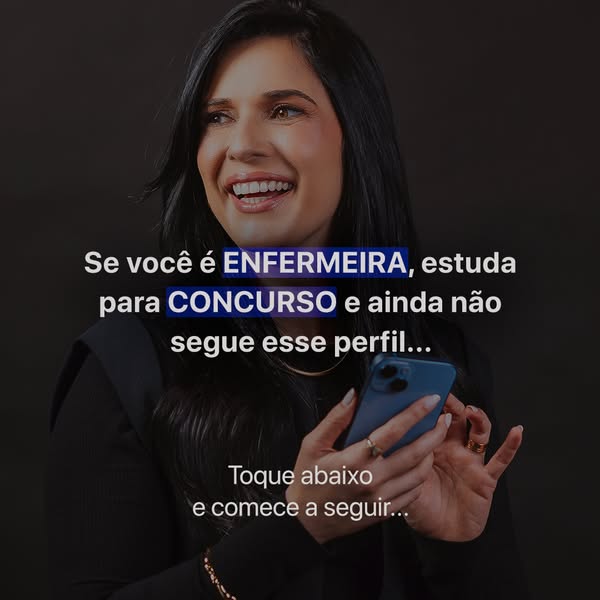 Se você é ENFERMEIRA, estuda
para CONCURSO e ainda não
segue esse perfil...
Toque abaixo
e comece a seguir...